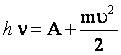 h ν = A + mυ²/2